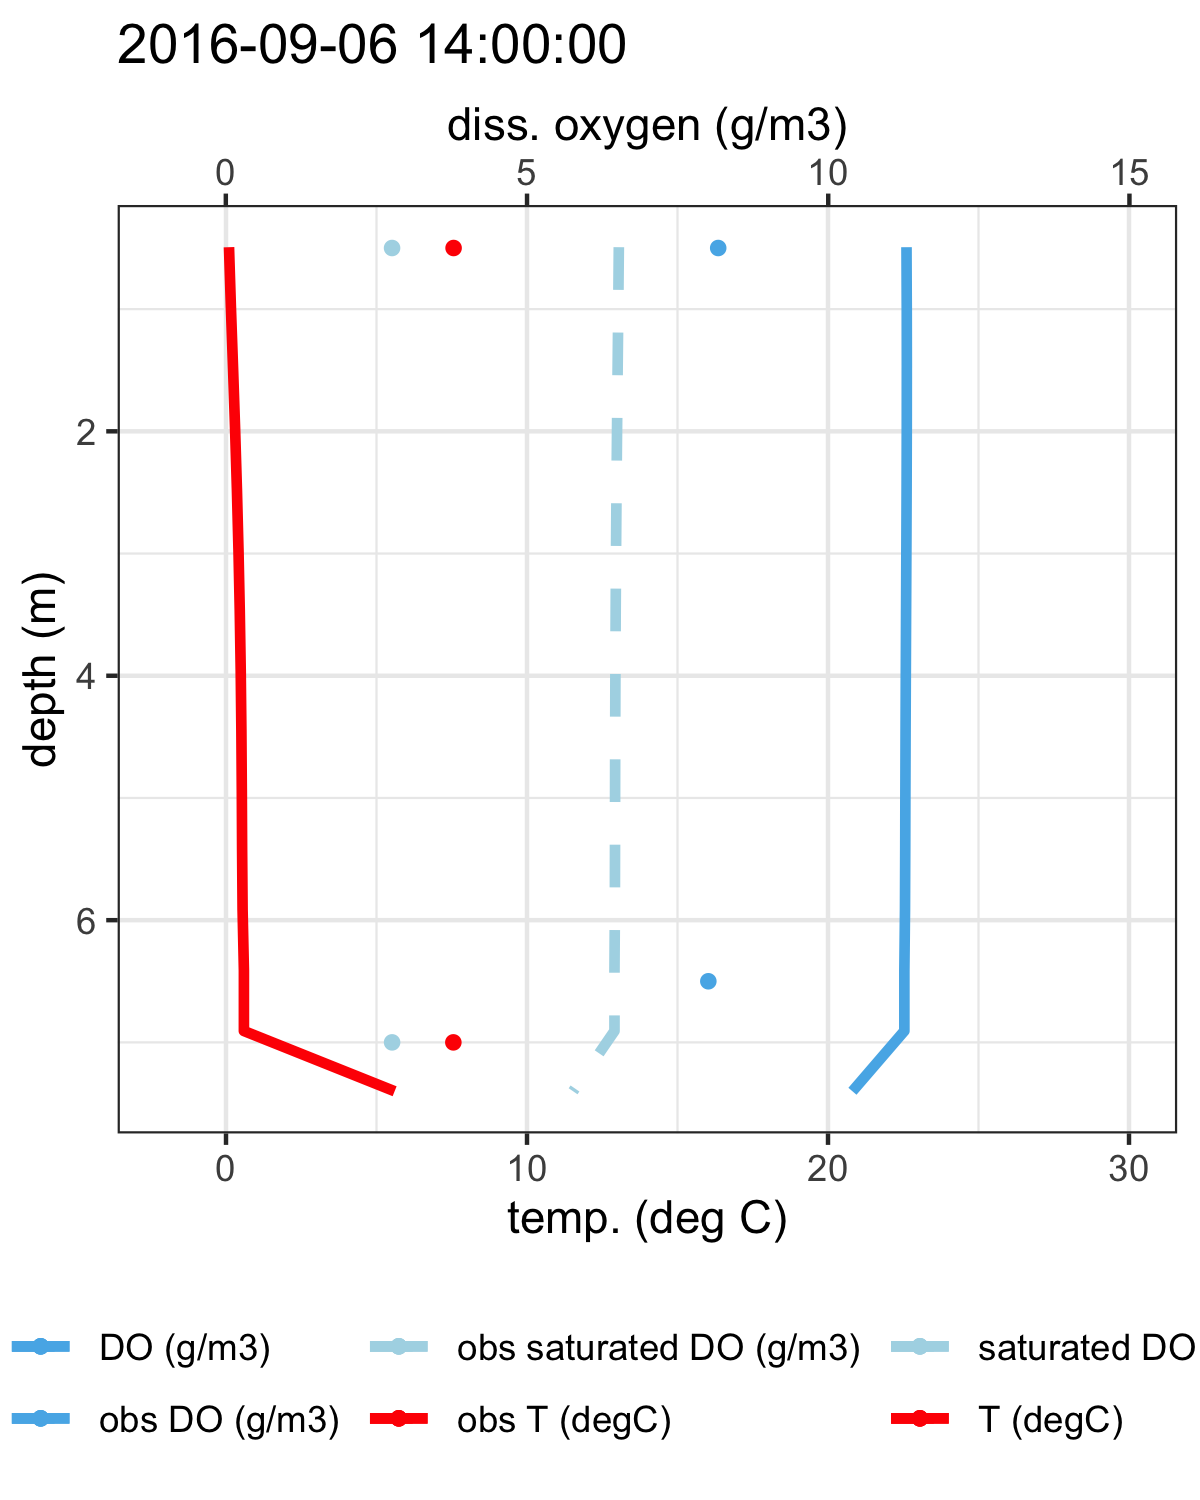 2016-09-06 14:00:00
diss. oxygen (g/m3)
0 5 10 15
2
4
6
depth (m)
0 10 20 30
temp. (deg C)
DO (g/m3) obs saturated DO (g/m3) saturated DO
obs DO (g/m3) obs T (degC) T (degC)